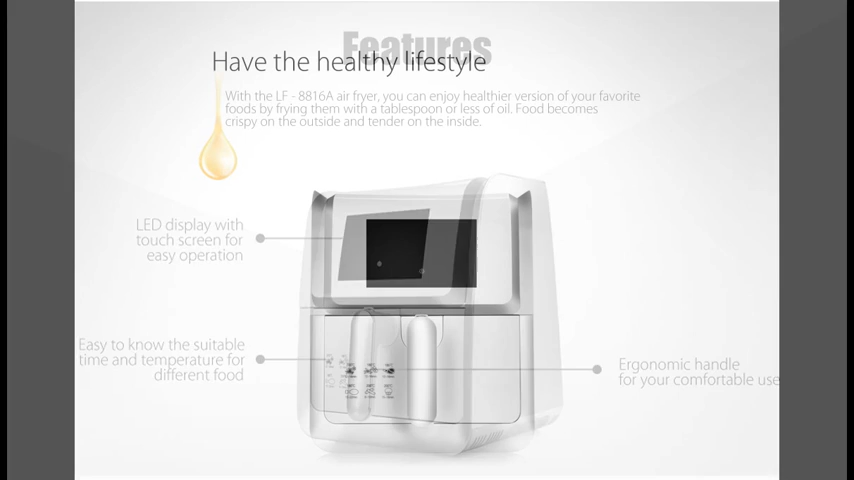 Features
Have the healthy lifestyle
With the LF - 8816A air fryer, you can enjoy healthier version of your favorite
foods by frying them with a tablespoon or less of oil. Food becomes
crispy on the outside and tender on the inside.
LED display with
touch screen for
easy operation
Easy to know the suitable
time and temperature for
different food
Ergonomic handle
for your comfortable use